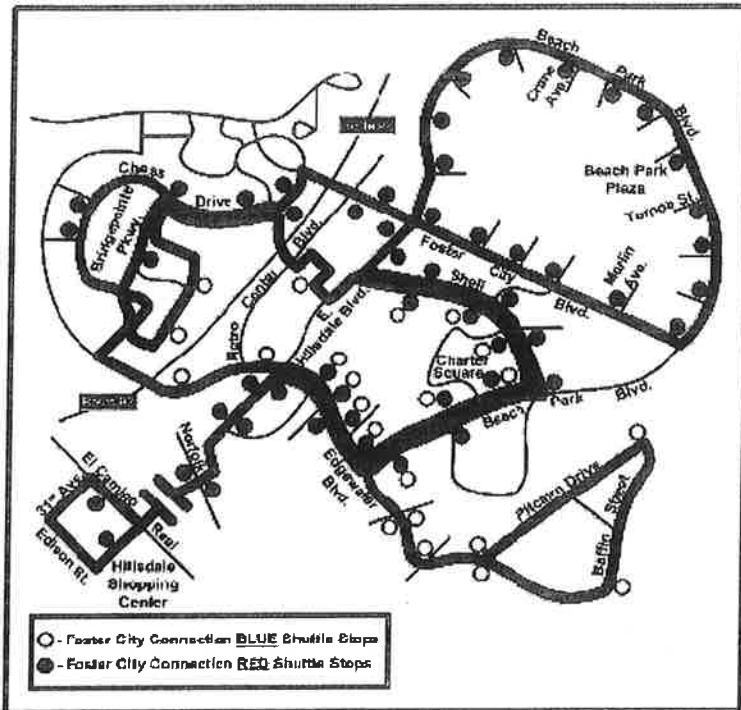 Beach
Park
Blvd.
Crane
Ave.
Beach Park
Plaza
Marlin
Ave.
Chess
Drive
Bridgepointe
Pkwy.
Foster
City
Blvd.
Shell
Blvd.
Metro
Center
E.
Hillsdale Blvd.
Charter
Square
Beach
Park
Blvd.
Norfolk
Edgewater
Blvd.
Pitcairn Drive
Baffin
Street
El Camino
Real
31st Ave.
Edison St.
Hillsdale
Shopping
Center
- Foster City Connection BLUE Shuttle Stops
- Foster City Connection RED Shuttle Stops